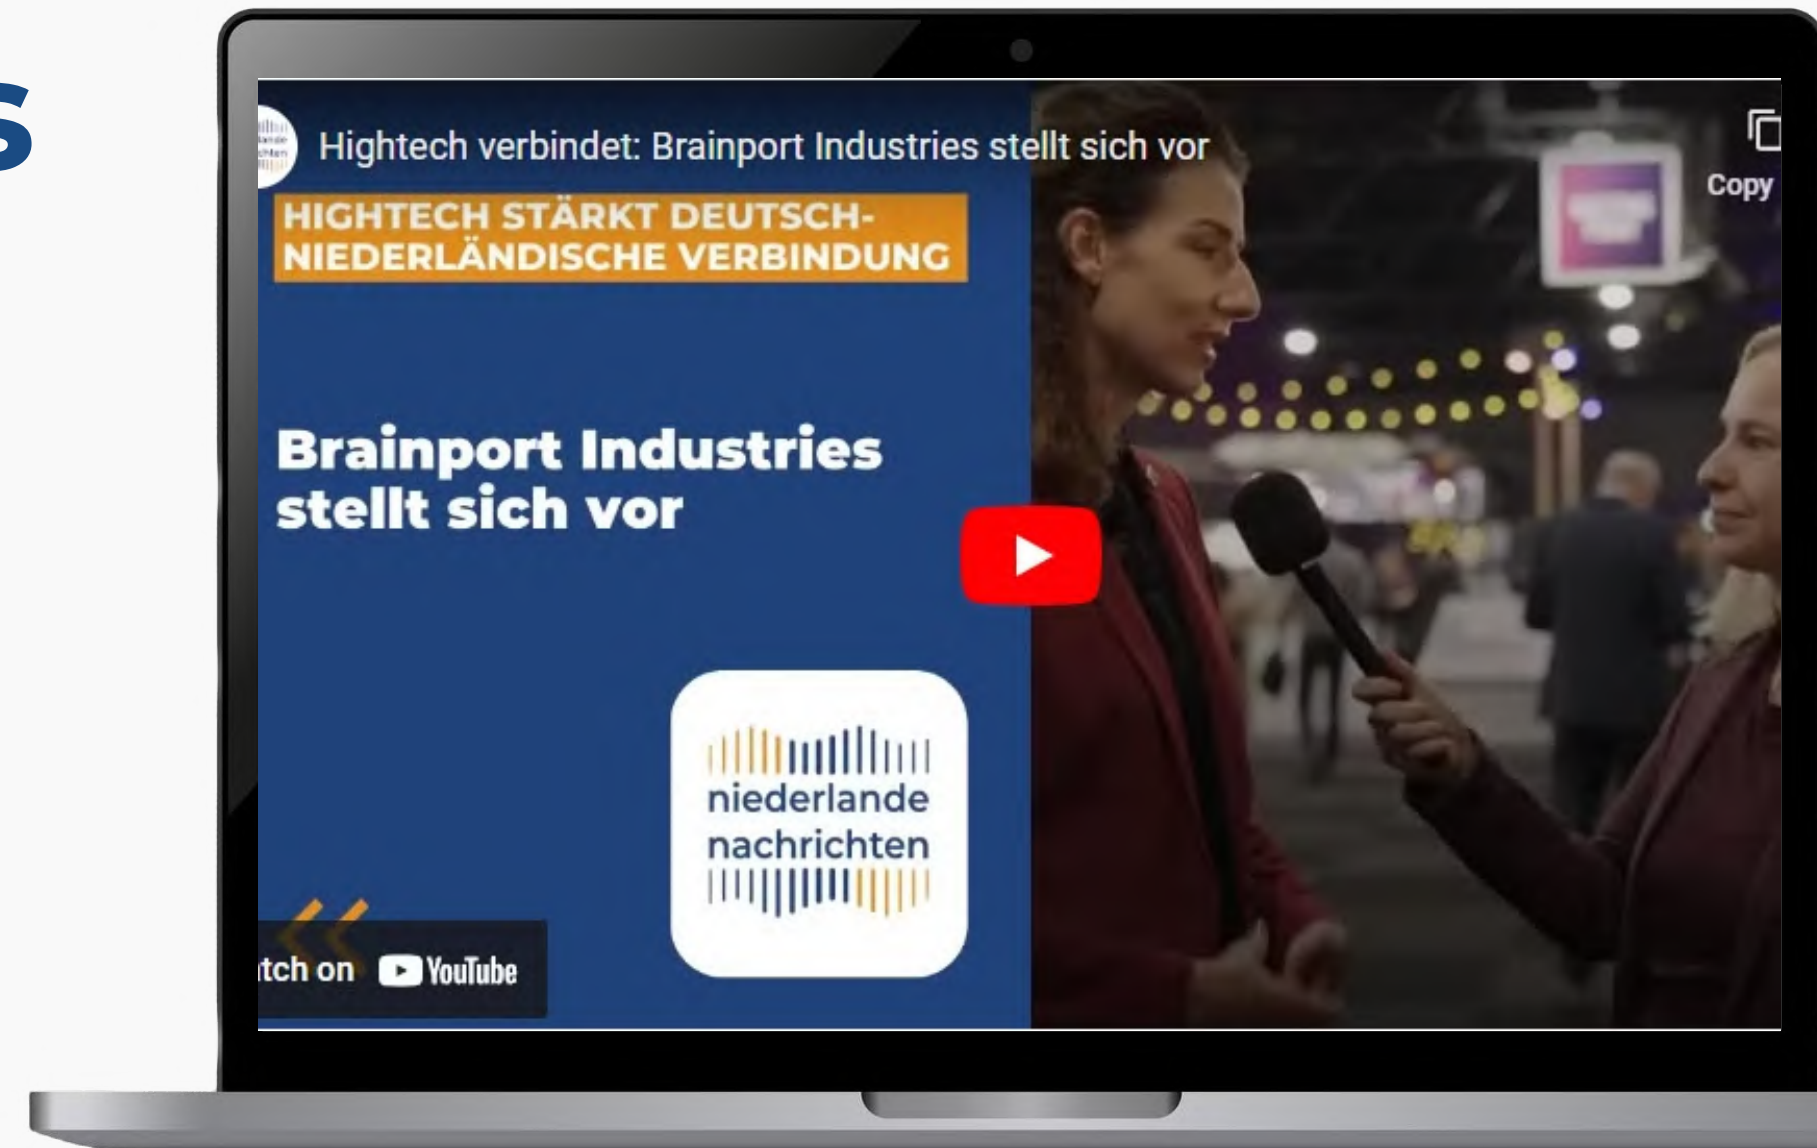 s
Hightech verbindet: Brainport Industries stellt sich vor
Copy
HIGHTECH STÄRKT DEUTSCH-
NIEDERLÄNDISCHE VERBINDUNG
Brainport Industries
stellt sich vor
niederlande
nachrichten
tch on YouTube